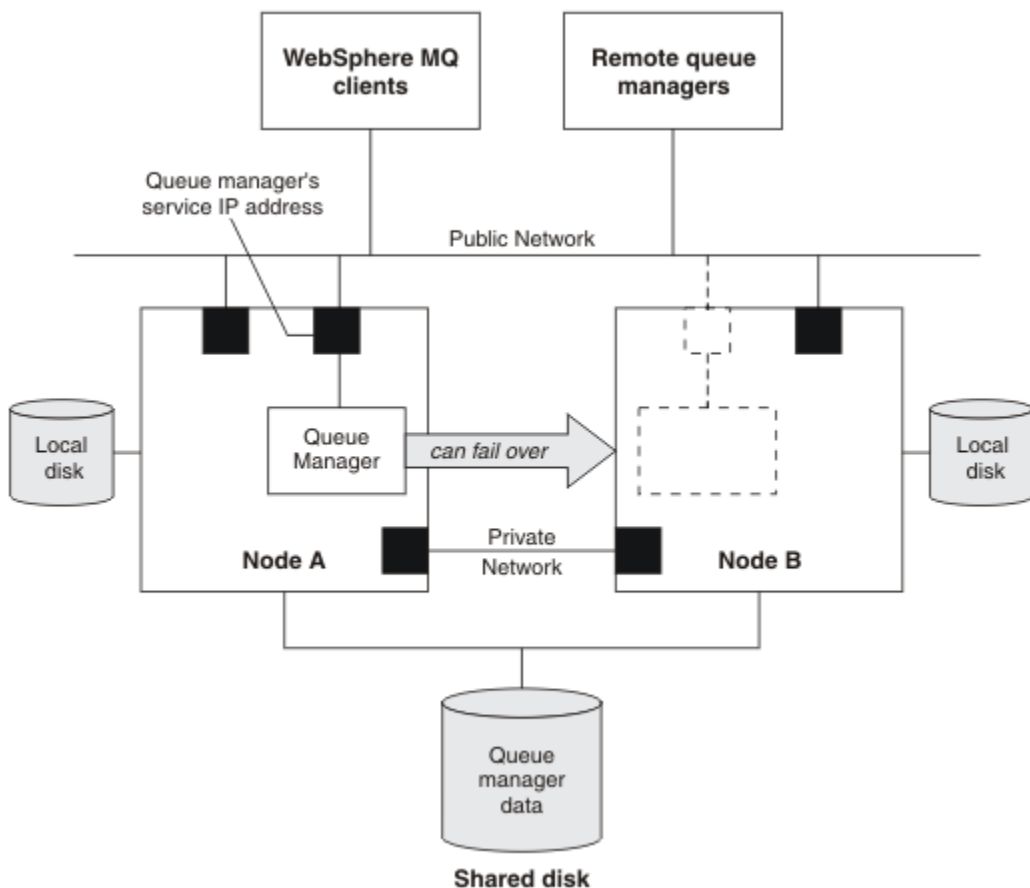 WebSphere MQ
clients
Remote queue
managers
Queue manager's
service IP address
Public Network
Local
disk
Queue
Manager
can fail over
Local
disk
Node A
Private
Network
Node B
Queue
manager
data
Shared disk